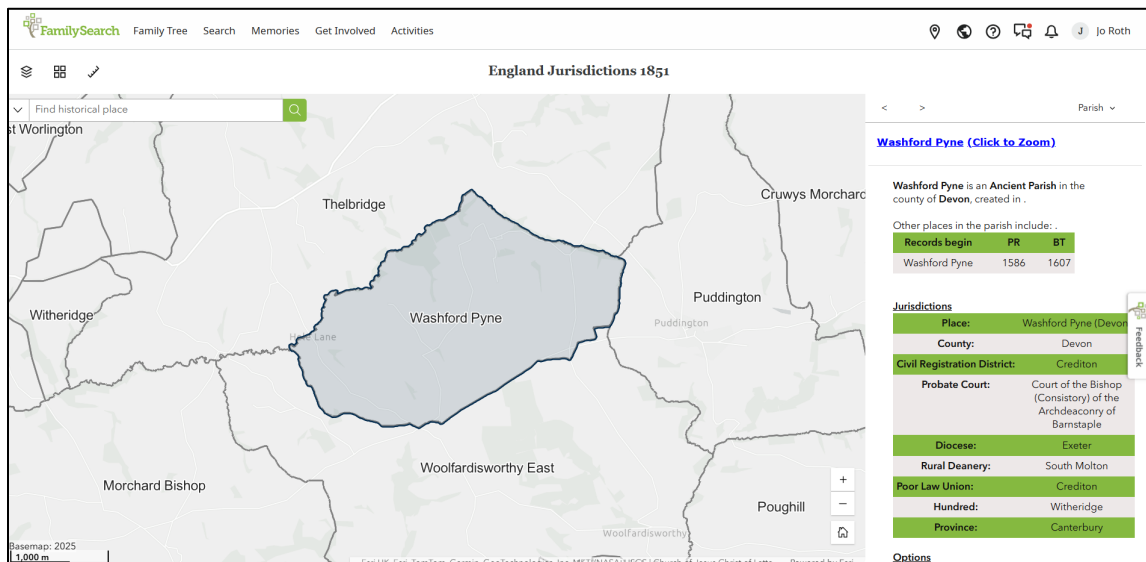 FamilySearch Family Tree Search Memories Get Involved Activities J Jo Roth
England Jurisdictions 1851
Find historical place
st Worlington
Thelbridge
Cruwys Morchard
Witheridge
Washford Pyne
Hele Lane
Puddington
Puddington
Woolfardisworthy East
Morchard Bishop
Poughill
Woolfardisworthy
+
−
Basemap: 2025
1,000 m
Powered by Esri
< > Parish
Washford Pyne (Click to Zoom)
Washford Pyne is an Ancient Parish in the
county of Devon, created in .
Other places in the parish include: .
Records begin PR BT
Washford Pyne 1586 1607
Jurisdictions
Place: Washford Pyne (Devon
County: Devon
Civil Registration District: Crediton
Probate Court: Court of the Bishop
(Consistory) of the
Archdeaconry of
Barnstaple
Diocese: Exeter
Rural Deanery: South Molton
Poor Law Union: Crediton
Hundred: Witheridge
Province: Canterbury
Options
Feedback